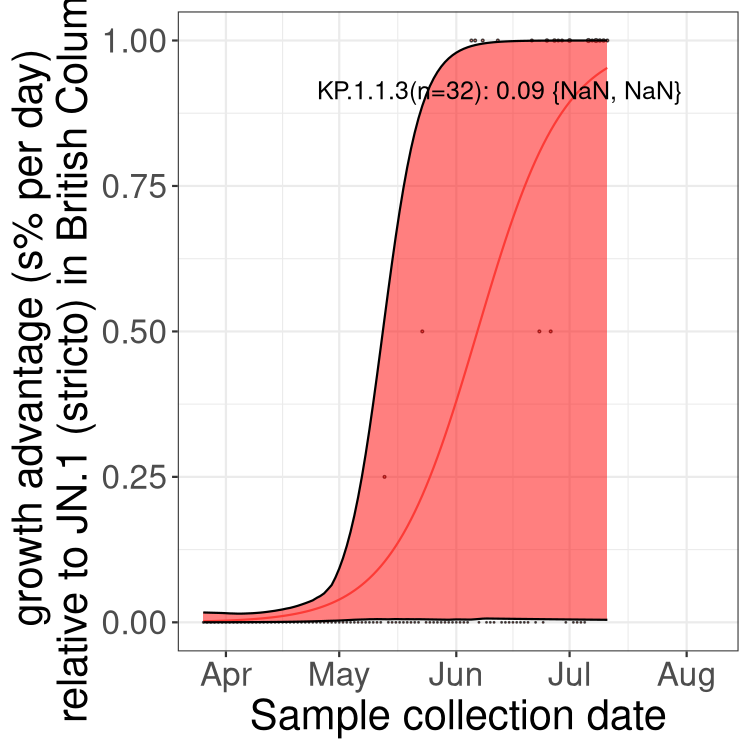 growth advantage (s% per day)
relative to JN.1 (stricto) in British Colum
1.00
0.75
0.50
0.25
0.00
KP.1.1.3(n=32): 0.09 {NaN, NaN}
Apr May Jun Jul Aug
Sample collection date